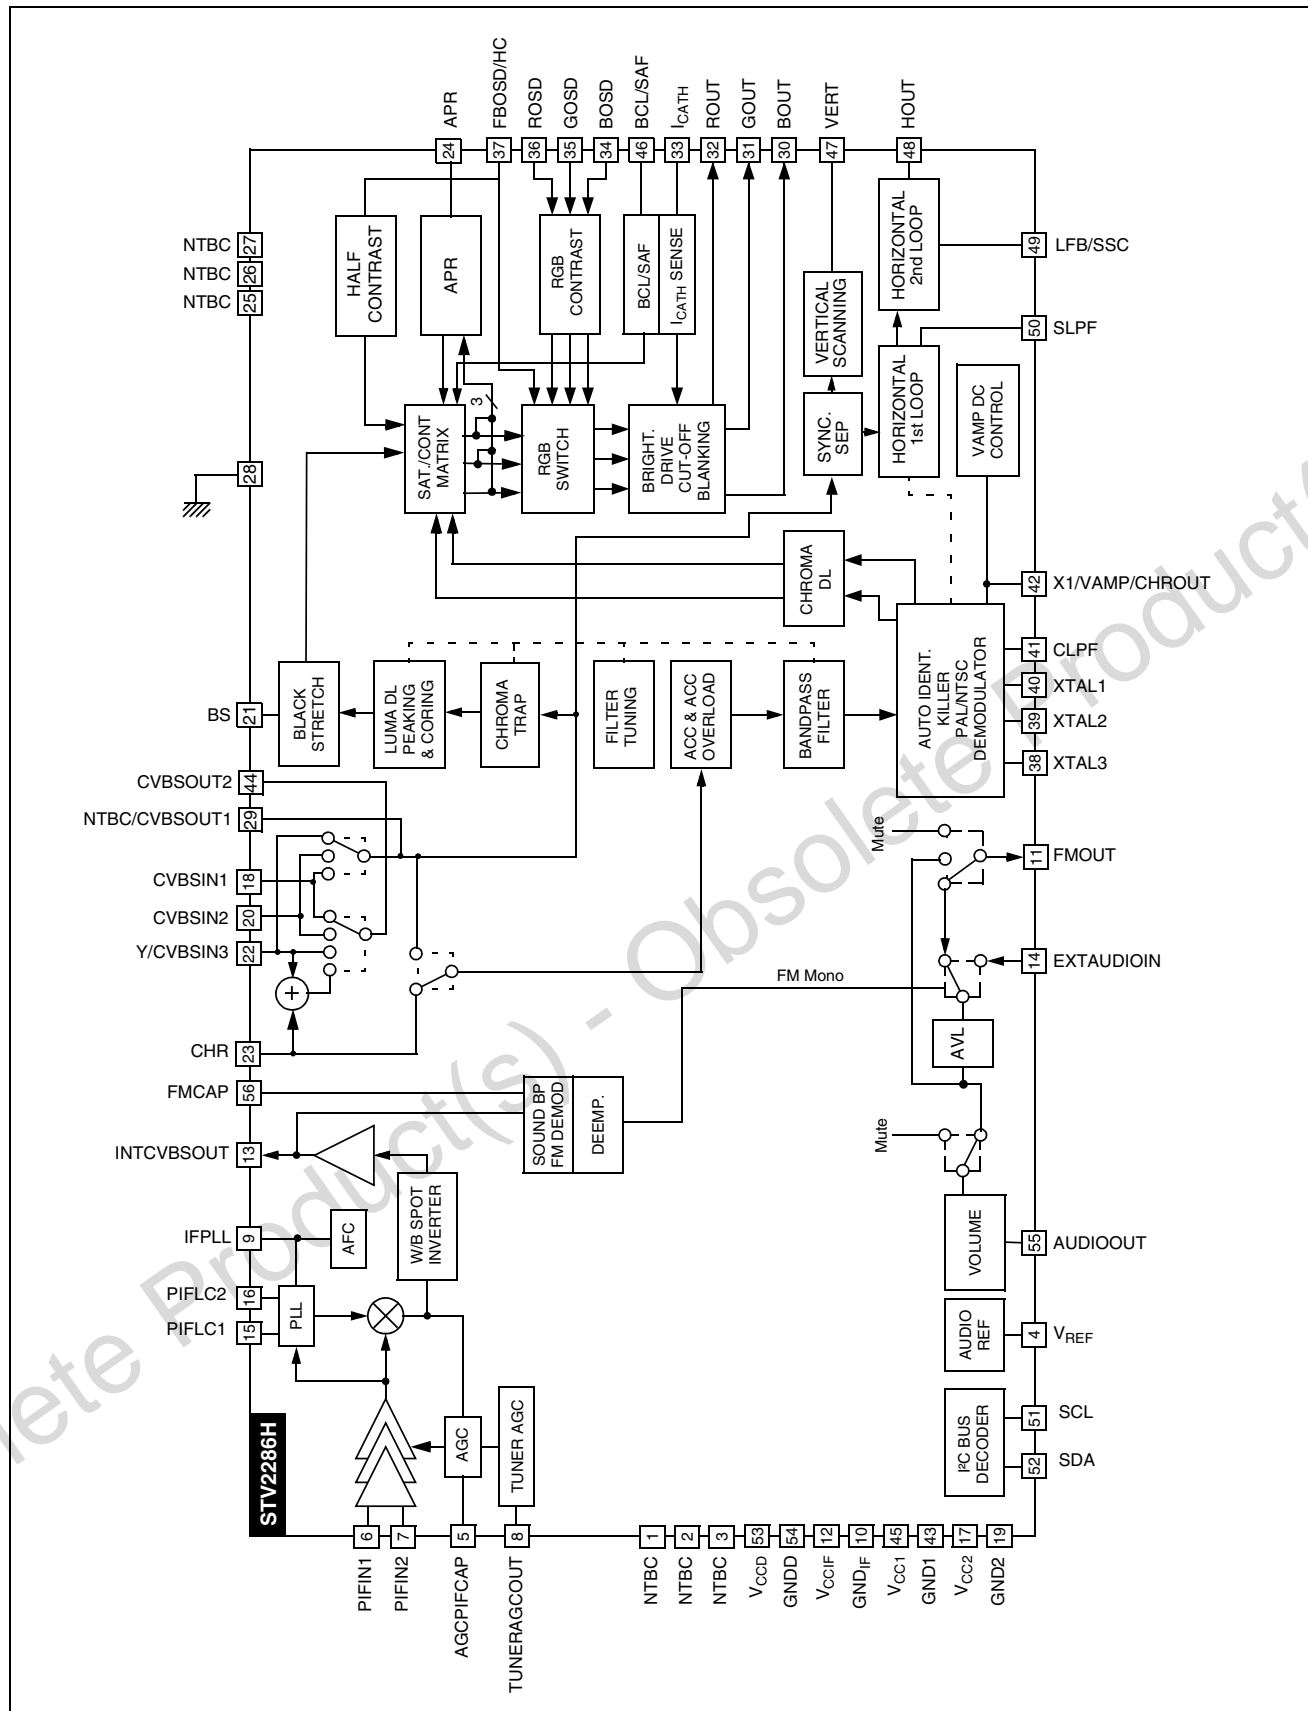 APR
FBOSD/HC
ROSD
GOSD
BOSD
BCL/SAF
ICATH
ROUT
GOUT
BOUT
VERT
HOUT
24
37
36
35
34
46
33
32
31
30
47
48
NTBC 27
NTBC 26
NTBC 25
28
HALF
CONTRAST
APR
RGB
CONTRAST
BCL/SAF
ICATH SENSE
VERTICAL
SCANNING
HORIZONTAL
2nd LOOP
49 LFB/SSC
50 SLPF
SAT./CONT
MATRIX
3
RGB
SWITCH
BRIGHT.
DRIVE
CUT-OFF
BLANKING
SYNC.
SEP
HORIZONTAL
1st LOOP
VAMP DC
CONTROL
CHROMA
DL
42 X1/VAMP/CHROUT
41 CLPF
40 XTAL1
39 XTAL2
38 XTAL3
BS 21
BLACK
STRETCH
LUMA DL
PEAKING
& CORING
CHROMA
TRAP
FILTER
TUNING
ACC & ACC
OVERLOAD
BANDPASS
FILTER
AUTO IDENT.
KILLER
PAL/NTSC
DEMODULATOR
CVBSOUT2 44
NTBC/CVBSOUT1 29
CVBSIN1 18
CVBSIN2 20
Y/CVBSIN3 22
+
CHR 23
FMCAP 56
INTCVBSOUT 13
Mute
11 FMOUT
14 EXTAUDIOIN
FM Mono
AVL
SOUND BP
FM DEMOD
DEEMP.
Mute
IFPLL 9
AFC
W/B SPOT
INVERTER
VOLUME
55 AUDIOOUT
PIFLC2 16
PIFLC1 15
PLL
AUDIO
REF
4 VREF
STV2286H
AGC
TUNER AGC
I²C BUS
DECODER
51 SCL
52 SDA
6
7
5
8
1
2
3
53
54
12
10
45
43
17
19
PIFIN1
PIFIN2
AGCPIFCAP
TUNERAGCOUT
NTBC
NTBC
NTBC
VCCD
GNDD
VCCIF
GNDIF
VCC1
GND1
VCC2
GND2
lete Product(s) - Obsolete Product(